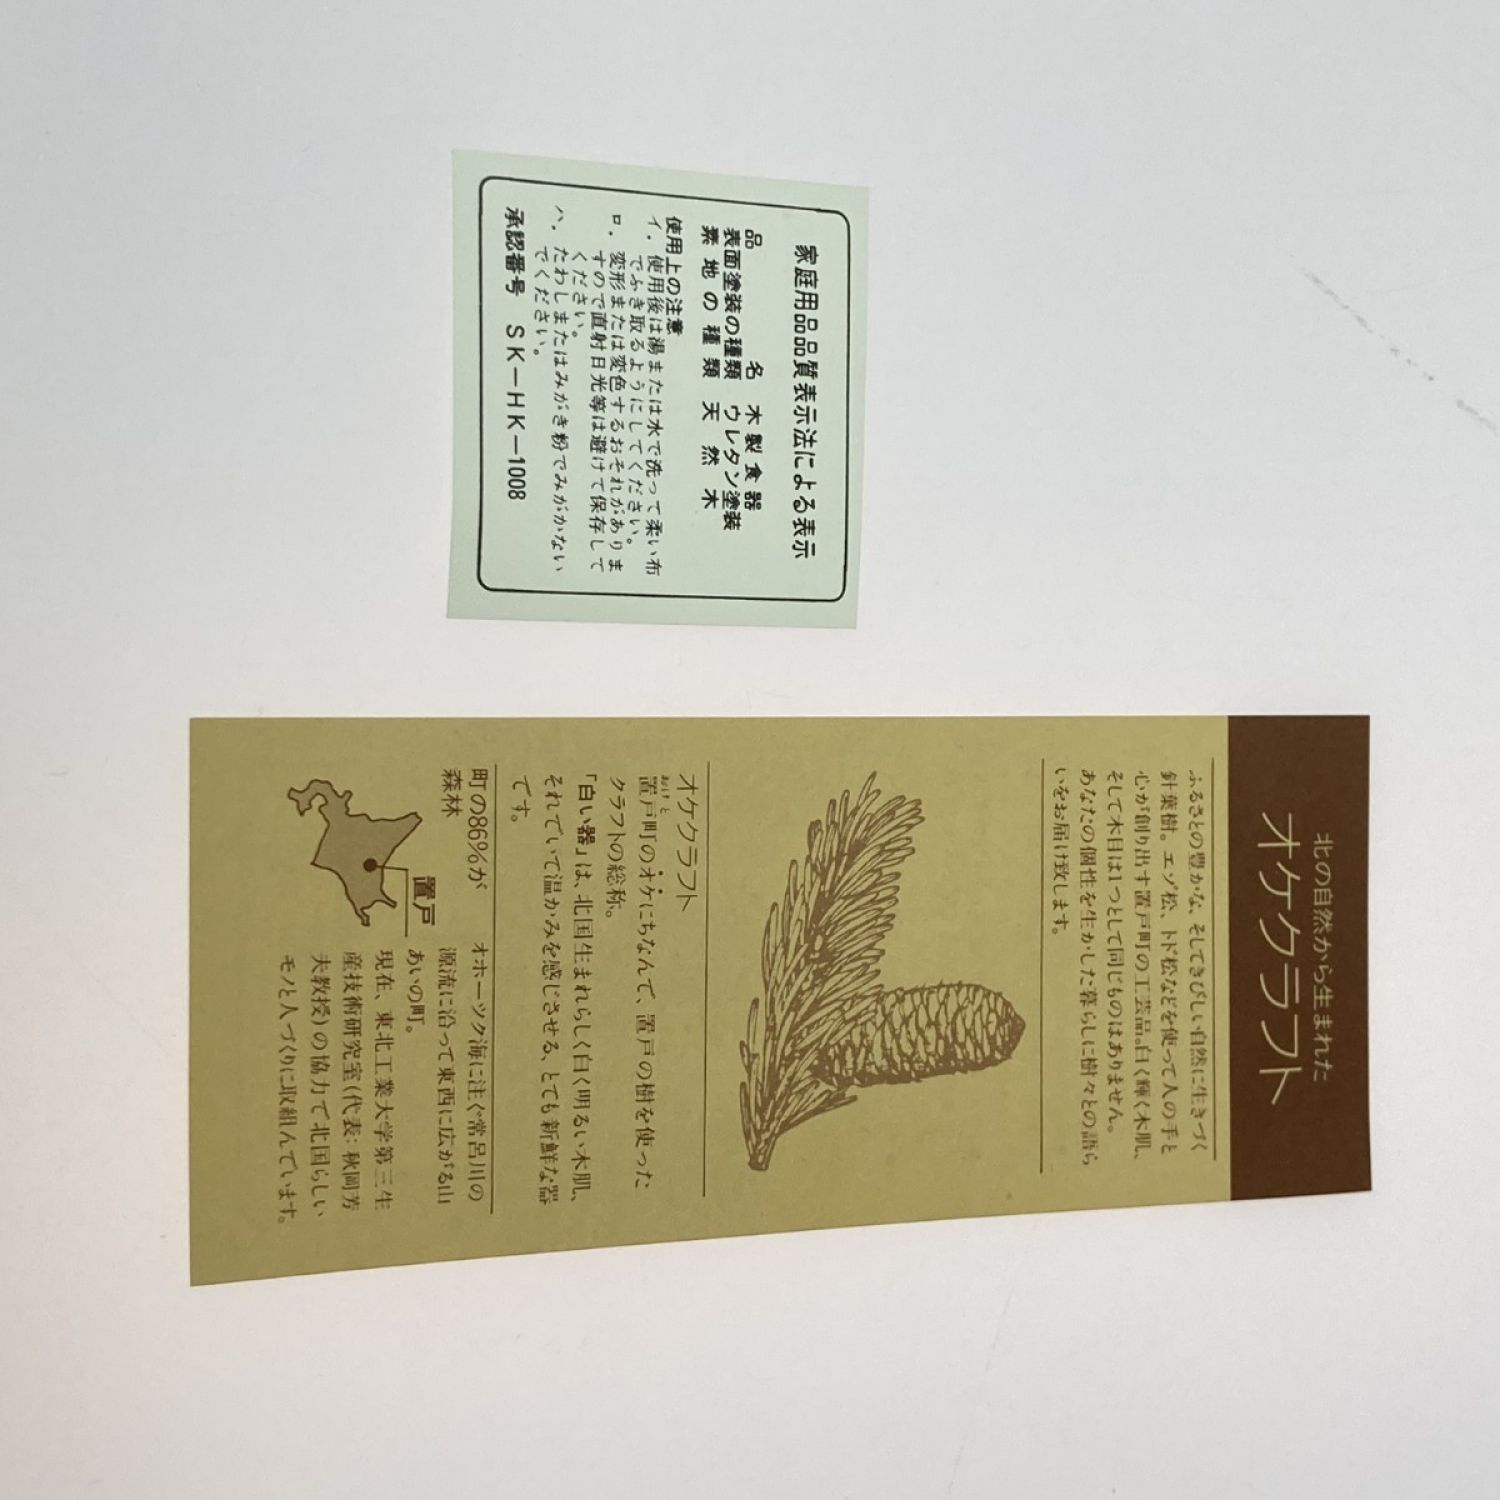 家庭用品品質表示法による表示
品名 木製食器
表面塗装の種類 ウレタン塗装
素地の種類 天然木
使用上の注意
イ．使用後は湯または水で洗って柔い布
でふき取るようにしてください。
ロ．変形または変色するおそれがありま
すので直射日光等は避けて保存して
ください。
ハ．たわしまたはみがき粉でみがかない
でください。
承認番号 SK－HK－1008
北の自然から生まれた
オケクラフト
ふるさとの豊かな、そしてきびしい自然に生きづく
針葉樹。エゾ松、トド松などを使って人の手と
心が創り出す置戸町の工芸品。白く輝く木肌、
そして木目は1つとして同じものはありません。
あなたの個性を生かした暮らしに樹々との語ら
いをお届け致します。
オケクラフト
おけと
置戸町のオケにちなんで、置戸の樹を使った
クラフトの総称。
「白い器」は、北国生まれらしく白く明るい木肌、
それでいて温かみを感じさせる、とても新鮮な器
です。
町の86%が
森林
置戸
オホーツク海に注ぐ常呂川の
源流に沿って東西に広がる山
あいの町。
現在、東北工業大学第三生
産技術研究室(代表：秋岡芳
夫教授)の協力で北国らしい
モノと人づくりに取組んでいます。